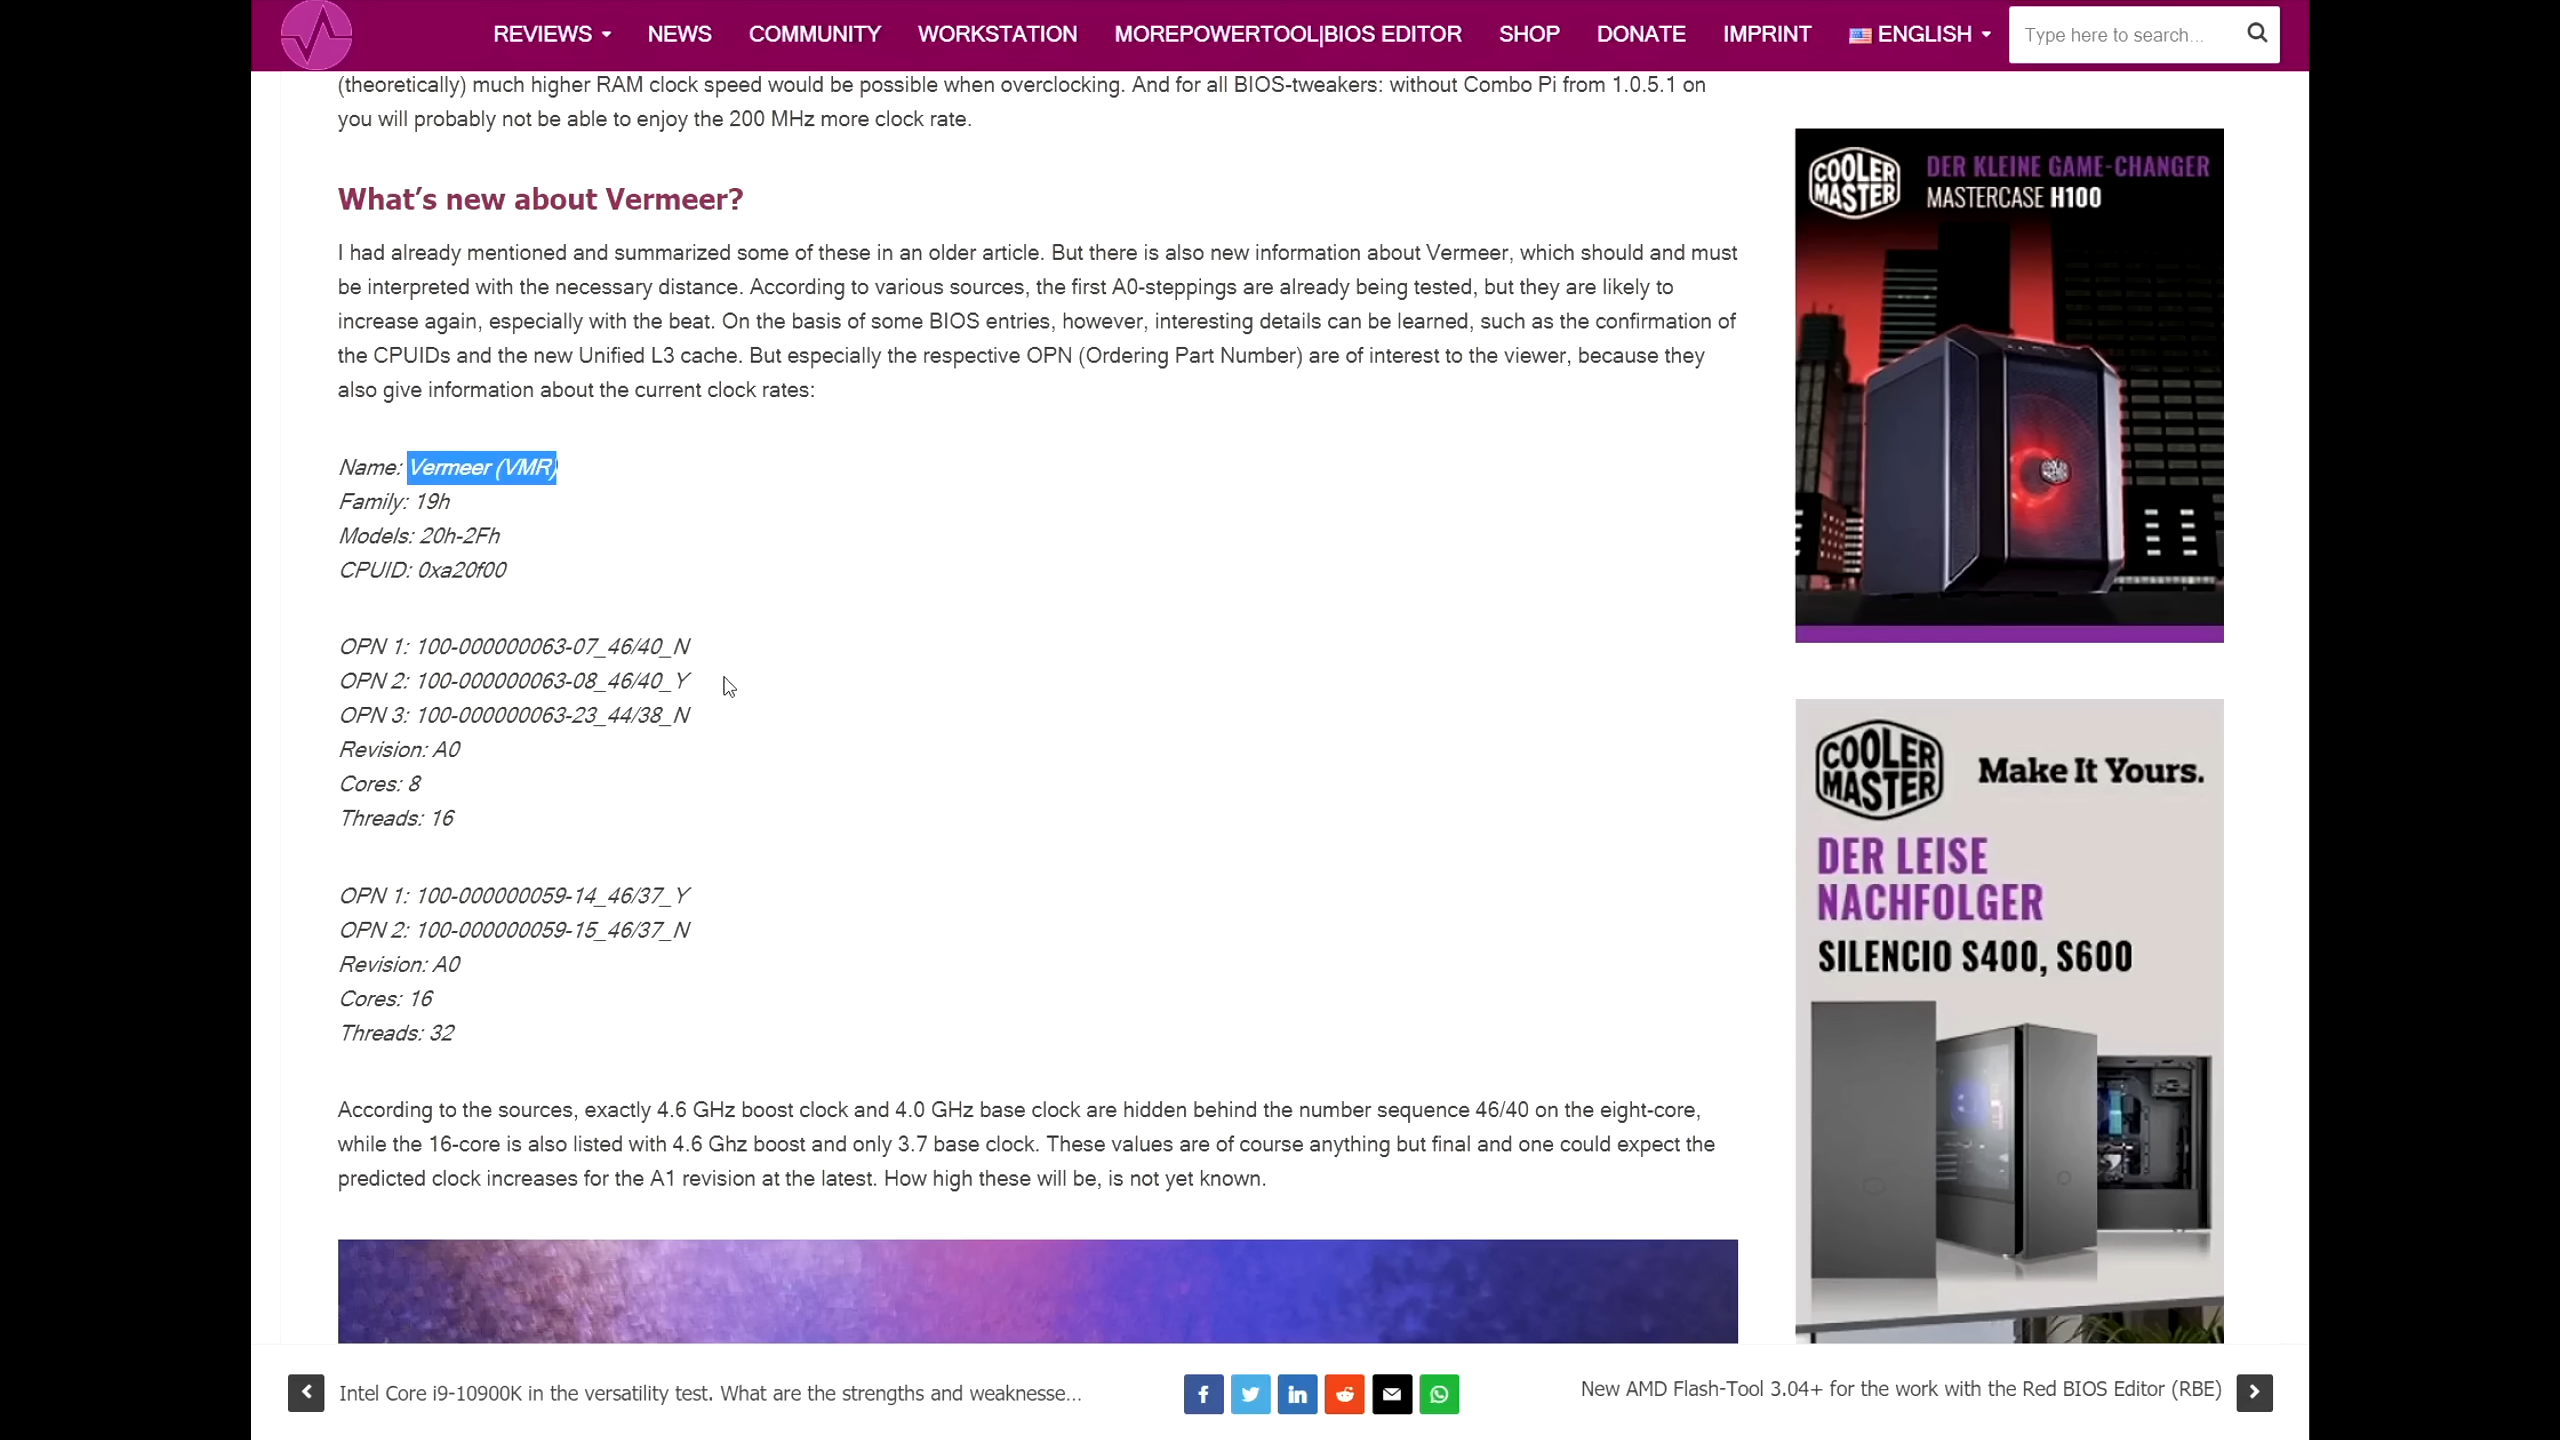 REVIEWS NEWS COMMUNITY WORKSTATION MOREPOWERTOOL|BIOS EDITOR SHOP DONATE IMPRINT ENGLISH Type here to search...
(theoretically) much higher RAM clock speed would be possible when overclocking. And for all BIOS-tweakers: without Combo Pi from 1.0.5.1 on
you will probably not be able to enjoy the 200 MHz more clock rate.
What's new about Vermeer?
I had already mentioned and summarized some of these in an older article. But there is also new information about Vermeer, which should and must
be interpreted with the necessary distance. According to various sources, the first A0-steppings are already being tested, but they are likely to
increase again, especially with the beat. On the basis of some BIOS entries, however, interesting details can be learned, such as the confirmation of
the CPUIDs and the new Unified L3 cache. But especially the respective OPN (Ordering Part Number) are of interest to the viewer, because they
also give information about the current clock rates:
Name: Vermeer (VMR)
Family: 19h
Models: 20h-2Fh
CPUID: 0xa20f00
OPN 1: 100-000000063-07_46/40_N
OPN 2: 100-000000063-08_46/40_Y
OPN 3: 100-000000063-23_44/38_N
Revision: A0
Cores: 8
Threads: 16
OPN 1: 100-000000059-14_46/37_Y
OPN 2: 100-000000059-15_46/37_N
Revision: A0
Cores: 16
Threads: 32
According to the sources, exactly 4.6 GHz boost clock and 4.0 GHz base clock are hidden behind the number sequence 46/40 on the eight-core,
while the 16-core is also listed with 4.6 Ghz boost and only 3.7 base clock. These values are of course anything but final and one could expect the
predicted clock increases for the A1 revision at the latest. How high these will be, is not yet known.
COOLER
MASTER
DER KLEINE GAME-CHANGER
MASTERCASE H100
COOLER
MASTER
Make It Yours.
DER LEISE
NACHFOLGER
SILENCIO S400, S600
Intel Core i9-10900K in the versatility test. What are the strengths and weaknesse...
New AMD Flash-Tool 3.04+ for the work with the Red BIOS Editor (RBE)